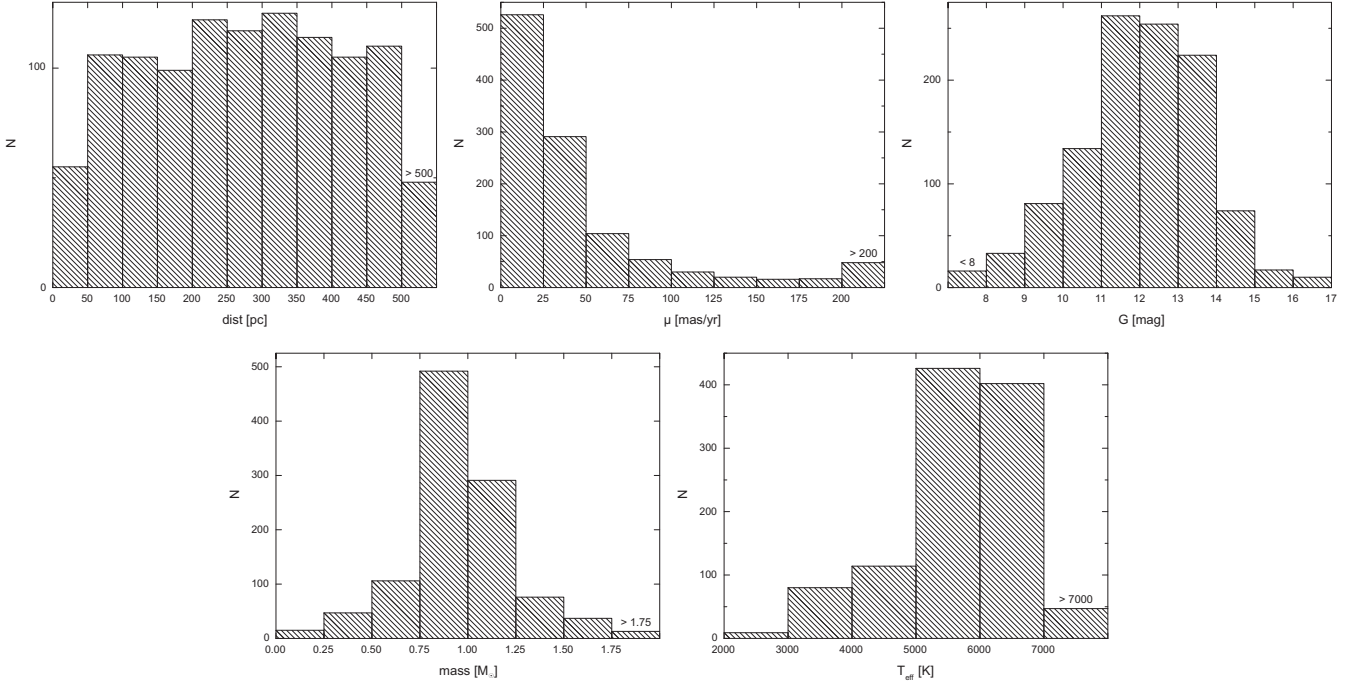 N
100
0
> 500
0 50 100 150 200 250 300 350 400 450 500
dist [pc]
N
500
400
300
200
100
0
> 200
0 25 50 75 100 125 150 175 200
μ [mas/yr]
N
200
100
0
< 8
8 9 10 11 12 13 14 15 16 17
G [mag]
N
500
400
300
200
100
0
> 1.75
0.00 0.25 0.50 0.75 1.00 1.25 1.50 1.75
mass [M☉]
N
400
300
200
100
0
> 7000
2000 3000 4000 5000 6000 7000
Teff [K]